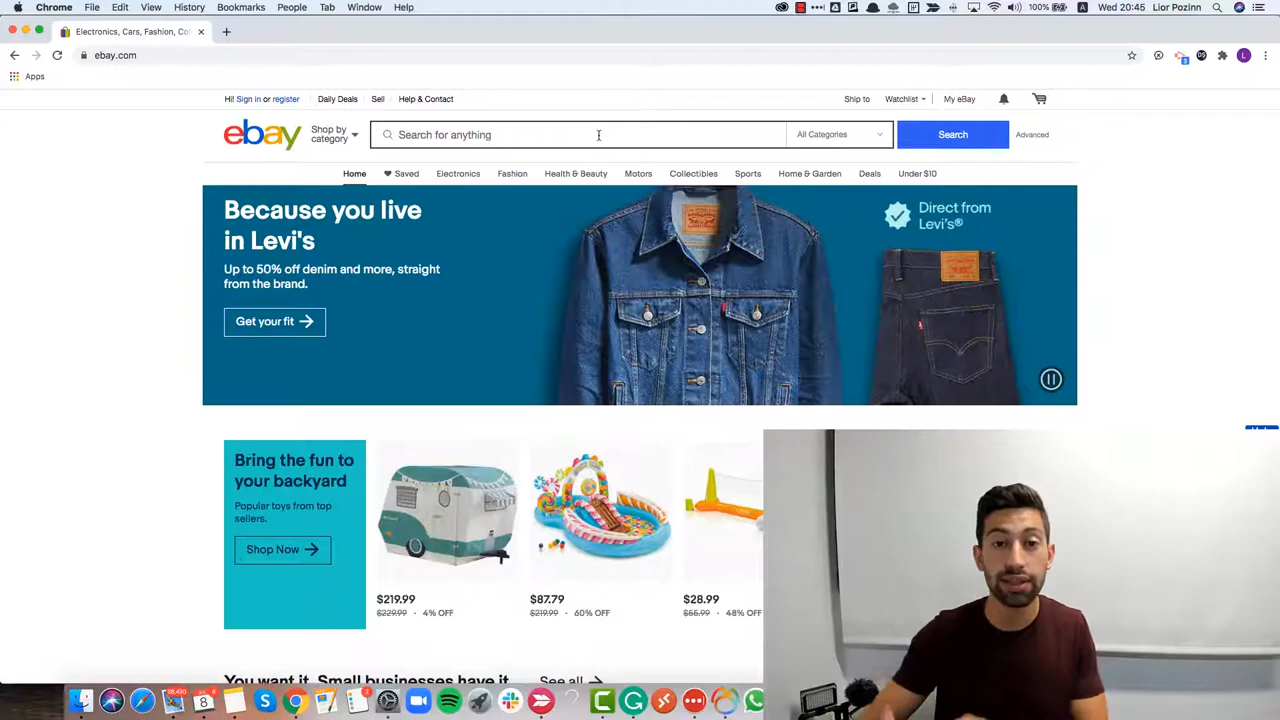 Chrome File Edit View History Bookmarks People Tab Window Help 100% Wed 20:45 Lior Pozinn
Electronics, Cars, Fashion, Co
ebay.com
Apps
Hi! Sign in or register Daily Deals Sell Help & Contact Ship to Watchlist My eBay
ebay Shop by category Search for anything All Categories Search Advanced
Home Saved Electronics Fashion Health & Beauty Motors Collectibles Sports Home & Garden Deals Under $10
Because you live
in Levi's
Up to 50% off denim and more, straight
from the brand.
Get your fit
Direct from
Levi's®
Bring the fun to
your backyard
Popular toys from top
sellers.
Shop Now
$219.99 $87.79 $28.99
$229.99 · 4% OFF $219.99 · 60% OFF $55.99 · 48% OFF
You want it. Small businesses have it. See all